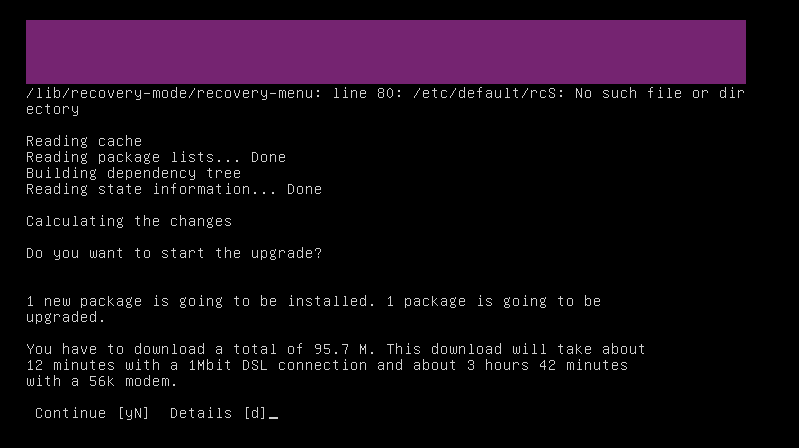 /lib/recovery-mode/recovery-menu: line 80: /etc/default/rcS: No such file or dir
ectory
Reading cache
Reading package lists... Done
Building dependency tree
Reading state information... Done
Calculating the changes
Do you want to start the upgrade?
1 new package is going to be installed. 1 package is going to be
upgraded.
You have to download a total of 95.7 M. This download will take about
12 minutes with a 1Mbit DSL connection and about 3 hours 42 minutes
with a 56k modem.
Continue [yN]  Details [d]_